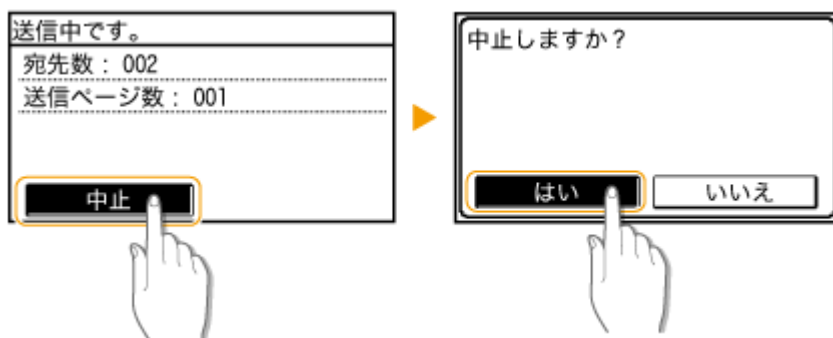 送信中です。
宛先数： 002
送信ページ数： 001
中止
中止しますか？
はい
いいえ